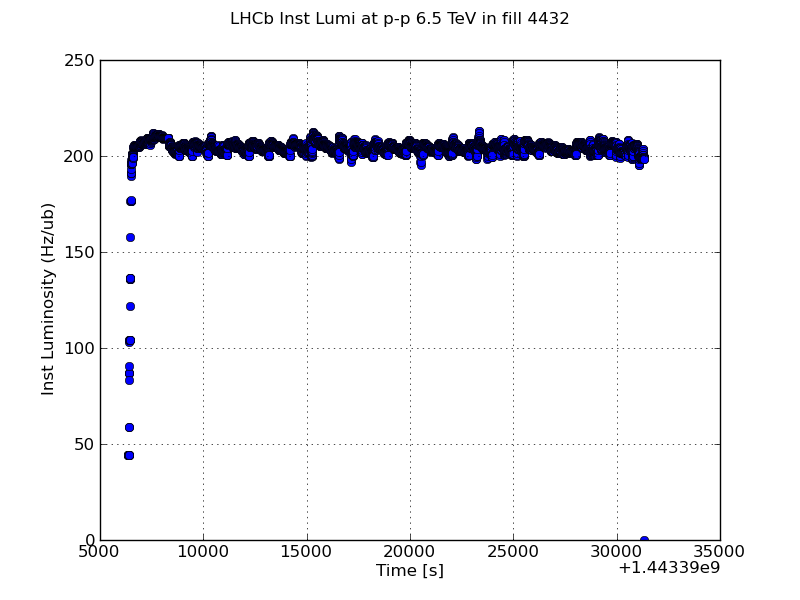 LHCb Inst Lumi at p-p 6.5 TeV in fill 4432
250
200
150
100
50
0
Inst Luminosity (Hz/ub)
5000 10000 15000 20000 25000 30000 35000
Time [s]
+1.44339e9